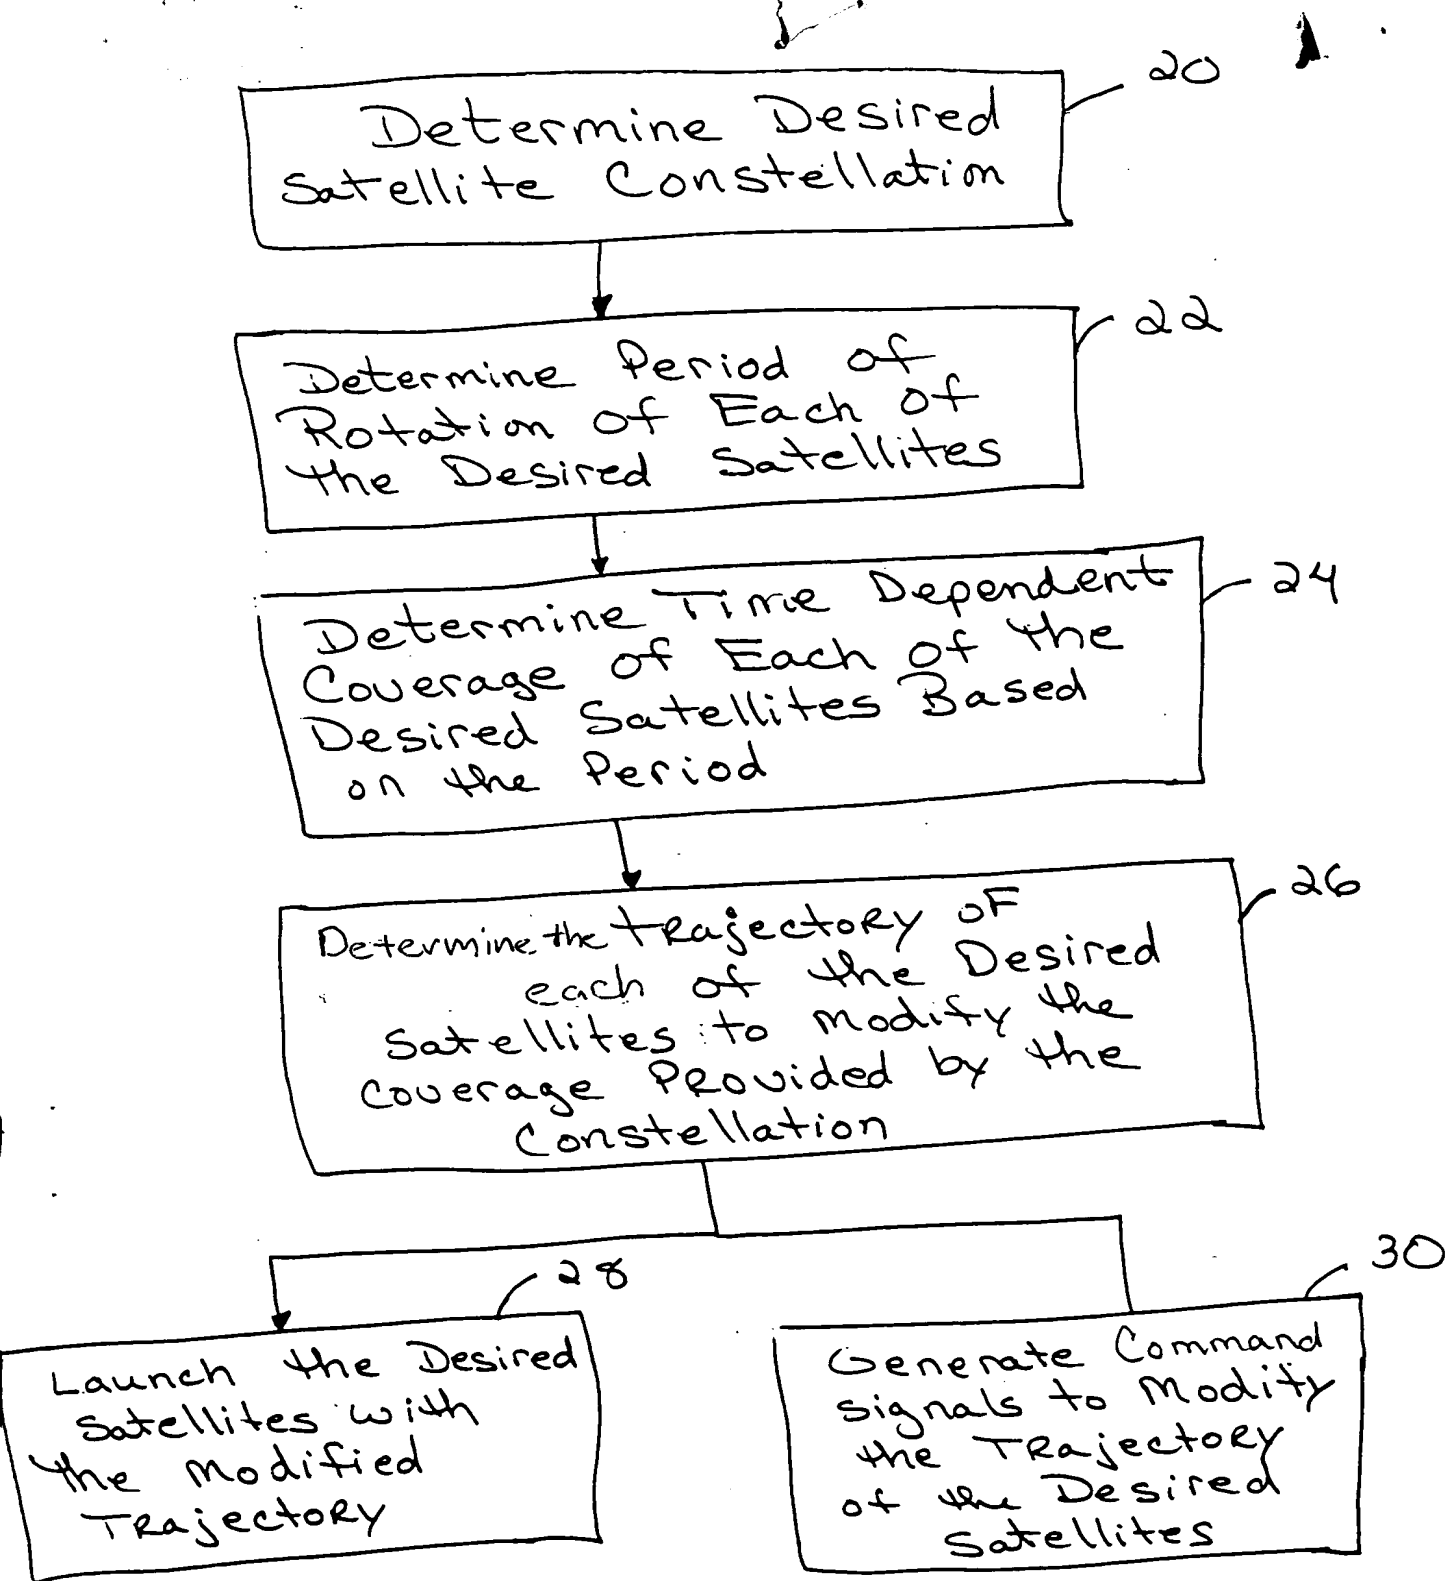 20
Determine Desired
Satellite Constellation
22
Determine Period of
Rotation of Each of
the Desired Satellites
24
Determine Time Dependent
Coverage of Each of the
Desired Satellites Based
on the Period
26
Determine the TRajectoRy oF
each of the Desired
Satellites to Modify the
Coverage PRovided by the
Constellation
28
Launch the Desired
Satellites with
the Modified
TRajectoRy
30
Generate Command
signals to Modify
the TRajectoRy
of the Desired
Satellites